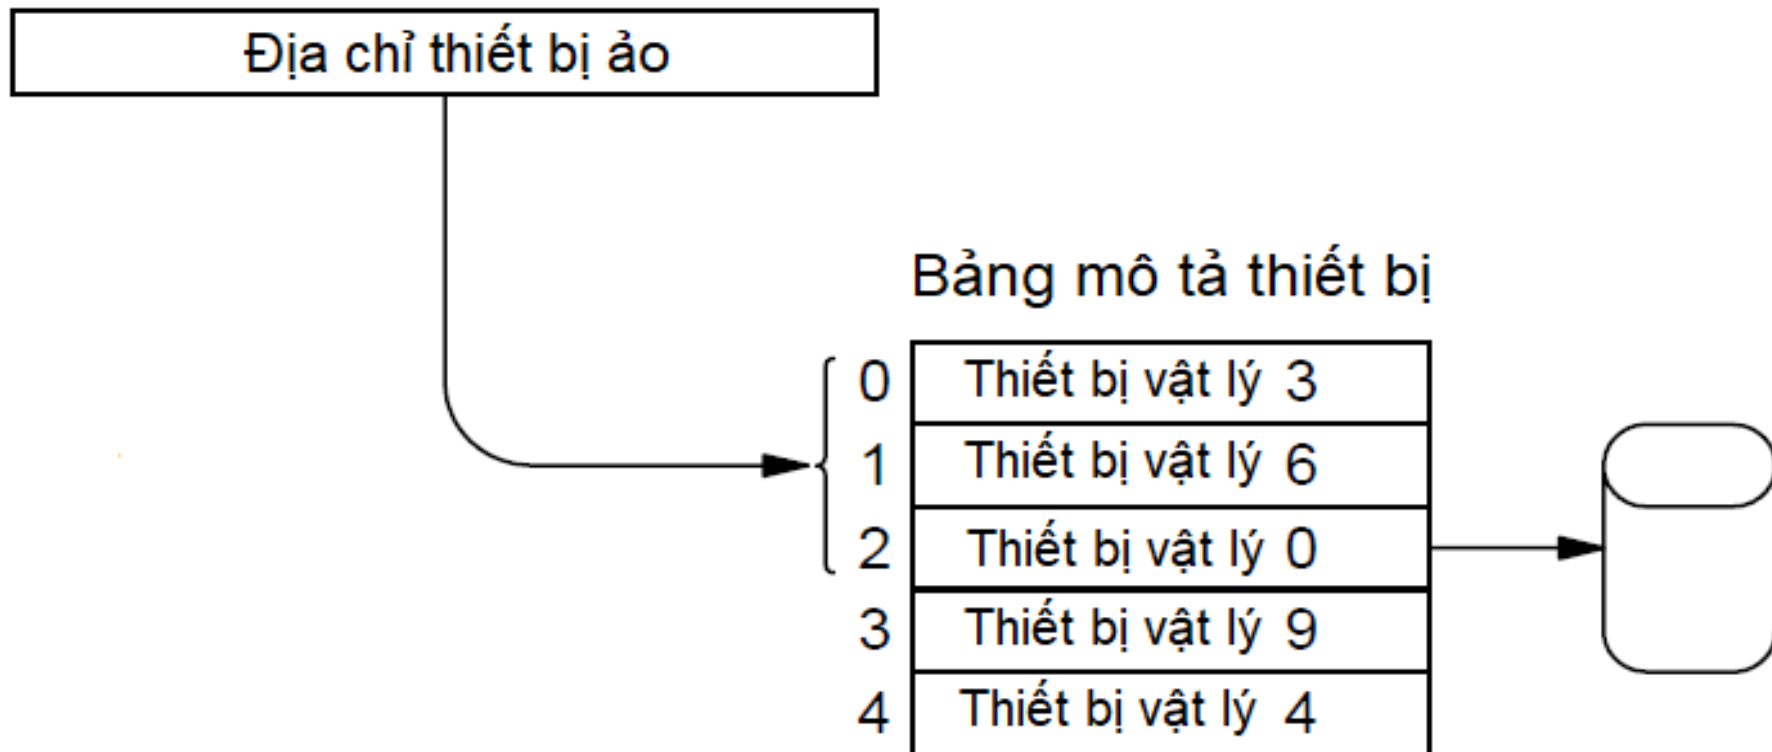 Địa chỉ thiết bị ảo
Bảng mô tả thiết bị
0 Thiết bị vật lý 3
1 Thiết bị vật lý 6
2 Thiết bị vật lý 0
3 Thiết bị vật lý 9
4 Thiết bị vật lý 4